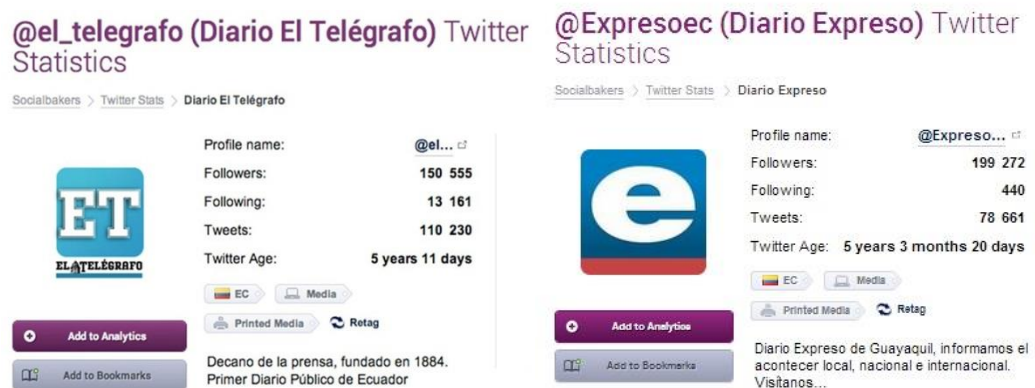 @el_telegrafo (Diario El Telégrafo) Twitter
Statistics
Socialbakers > Twitter Stats > Diario El Telégrafo
ET
EL TELÉGRAFO
Profile name: @el...
Followers: 150 555
Following: 13 161
Tweets: 110 230
Twitter Age: 5 years 11 days
EC Media
Printed Media Retag
Add to Analytics
Add to Bookmarks
Decano de la prensa, fundado en 1884.
Primer Diario Público de Ecuador
@Expresoec (Diario Expreso) Twitter
Statistics
Socialbakers > Twitter Stats > Diario Expreso
e
Profile name: @Expreso...
Followers: 199 272
Following: 440
Tweets: 78 661
Twitter Age: 5 years 3 months 20 days
EC Media
Printed Media Retag
Add to Analytics
Add to Bookmarks
Diario Expreso de Guayaquil, informamos el
acontecer local, nacional e internacional.
Visítanos...